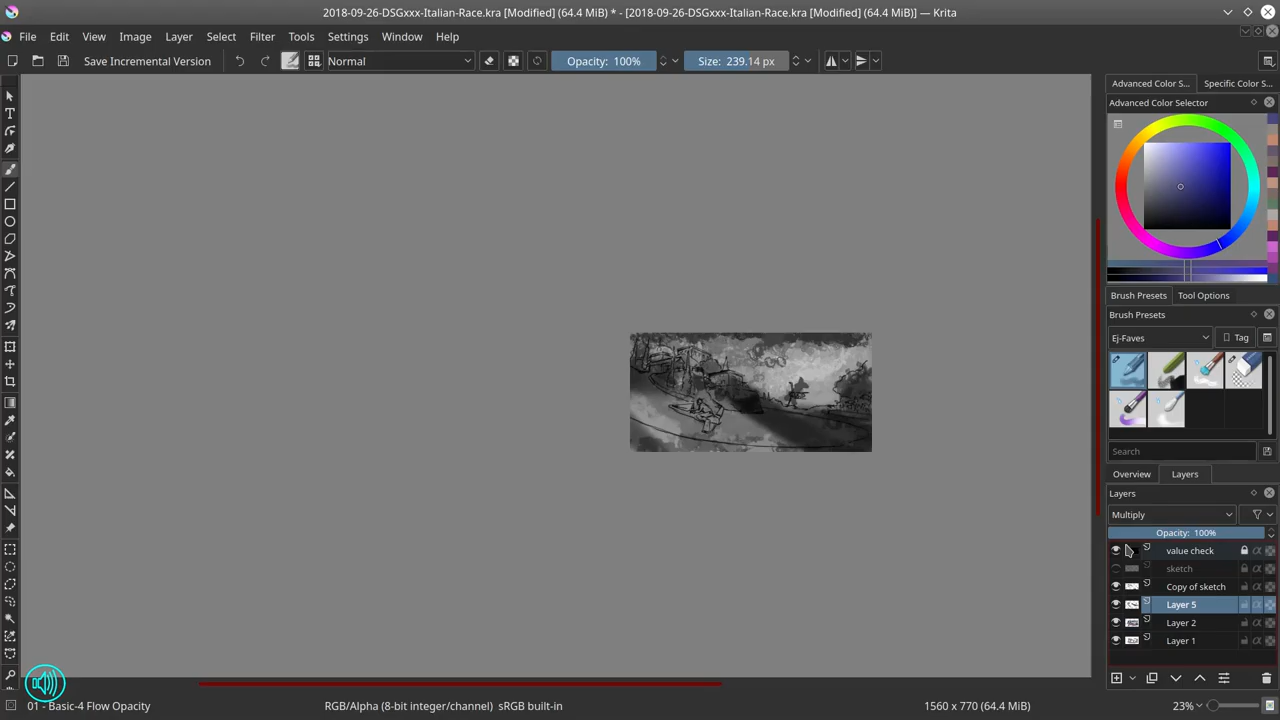 2018-09-26-DSGxxx-Italian-Race.kra [Modified] (64.4 MiB) * - [2018-09-26-DSGxxx-Italian-Race.kra [Modified] (64.4 MiB)] — Krita
File Edit View Image Layer Select Filter Tools Settings Window Help
Save Incremental Version Normal Opacity: 100% Size: 239.14 px
Advanced Color S... Specific Color S...
Advanced Color Selector
Brush Presets Tool Options
Brush Presets
Ej-Faves Tag
Search
Overview Layers
Layers
Multiply
Opacity: 100%
value check
sketch
Copy of sketch
Layer 5
Layer 2
Layer 1
01 - Basic-4 Flow Opacity RGB/Alpha (8-bit integer/channel) sRGB built-in 1560 x 770 (64.4 MiB) 23%